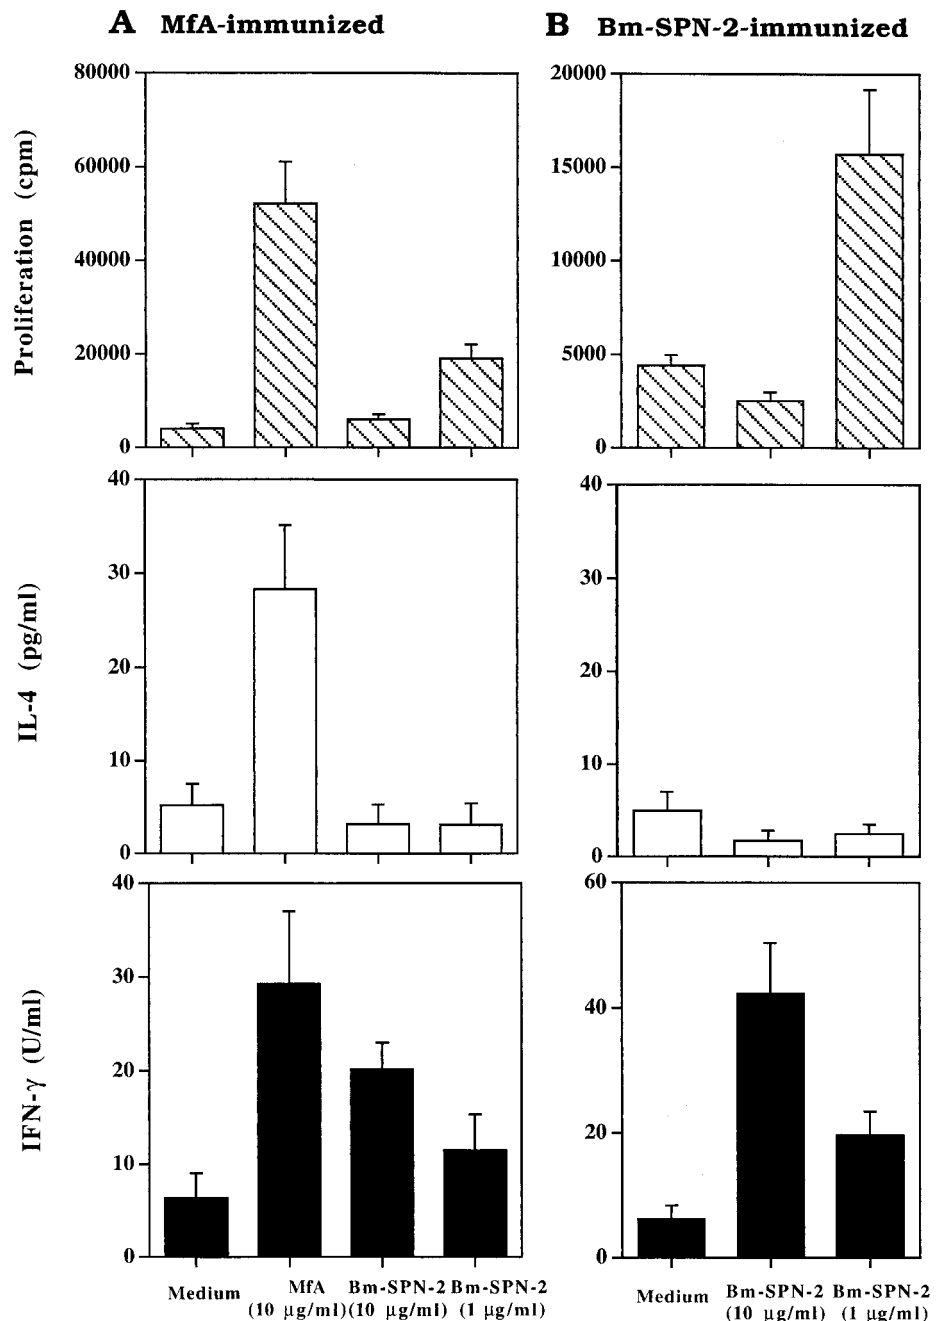 A MfA-immunized
B Bm-SPN-2-immunized
Proliferation (cpm)
80000
60000
40000
20000
0
20000
15000
10000
5000
0
IL-4 (pg/ml)
40
30
20
10
0
40
30
20
10
0
IFN-γ (U/ml)
40
30
20
10
0
60
40
20
0
Medium
MfA
(10 μg/ml)
Bm-SPN-2
(10 μg/ml)
Bm-SPN-2
(1 μg/ml)
Medium
Bm-SPN-2
(10 μg/ml)
Bm-SPN-2
(1 μg/ml)